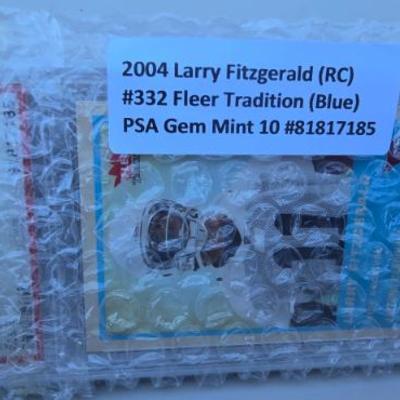 2004 Larry Fitzgerald (RC)
#332 Fleer Tradition (Blue)
PSA Gem Mint 10 #81817185